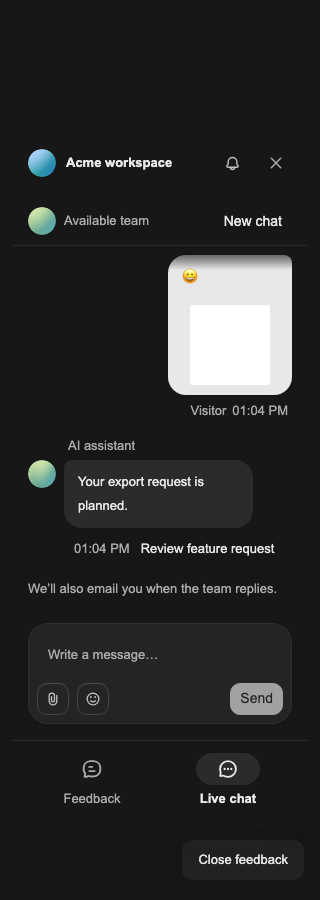 Acme workspace
Available team
New chat
😀
Visitor 01:04 PM
AI assistant
Your export request is
planned.
01:04 PM Review feature request
We'll also email you when the team replies.
Write a message…
Send
Feedback
Live chat
Close feedback